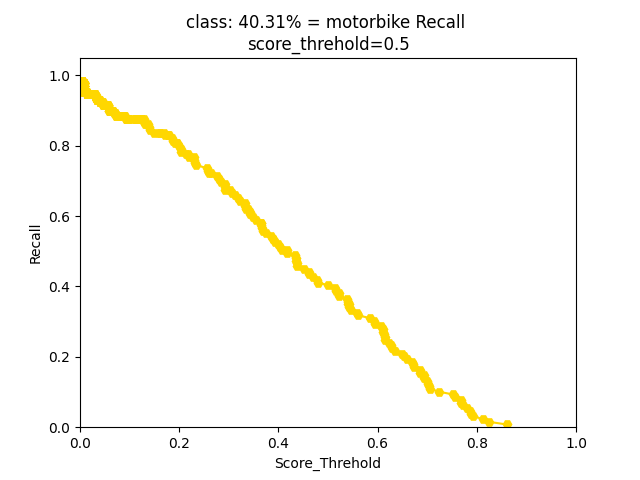 class: 40.31% = motorbike Recall
score_threhold=0.5
1.0
0.8
0.6
0.4
0.2
0.0
Recall
0.0 0.2 0.4 0.6 0.8 1.0
Score_Threhold